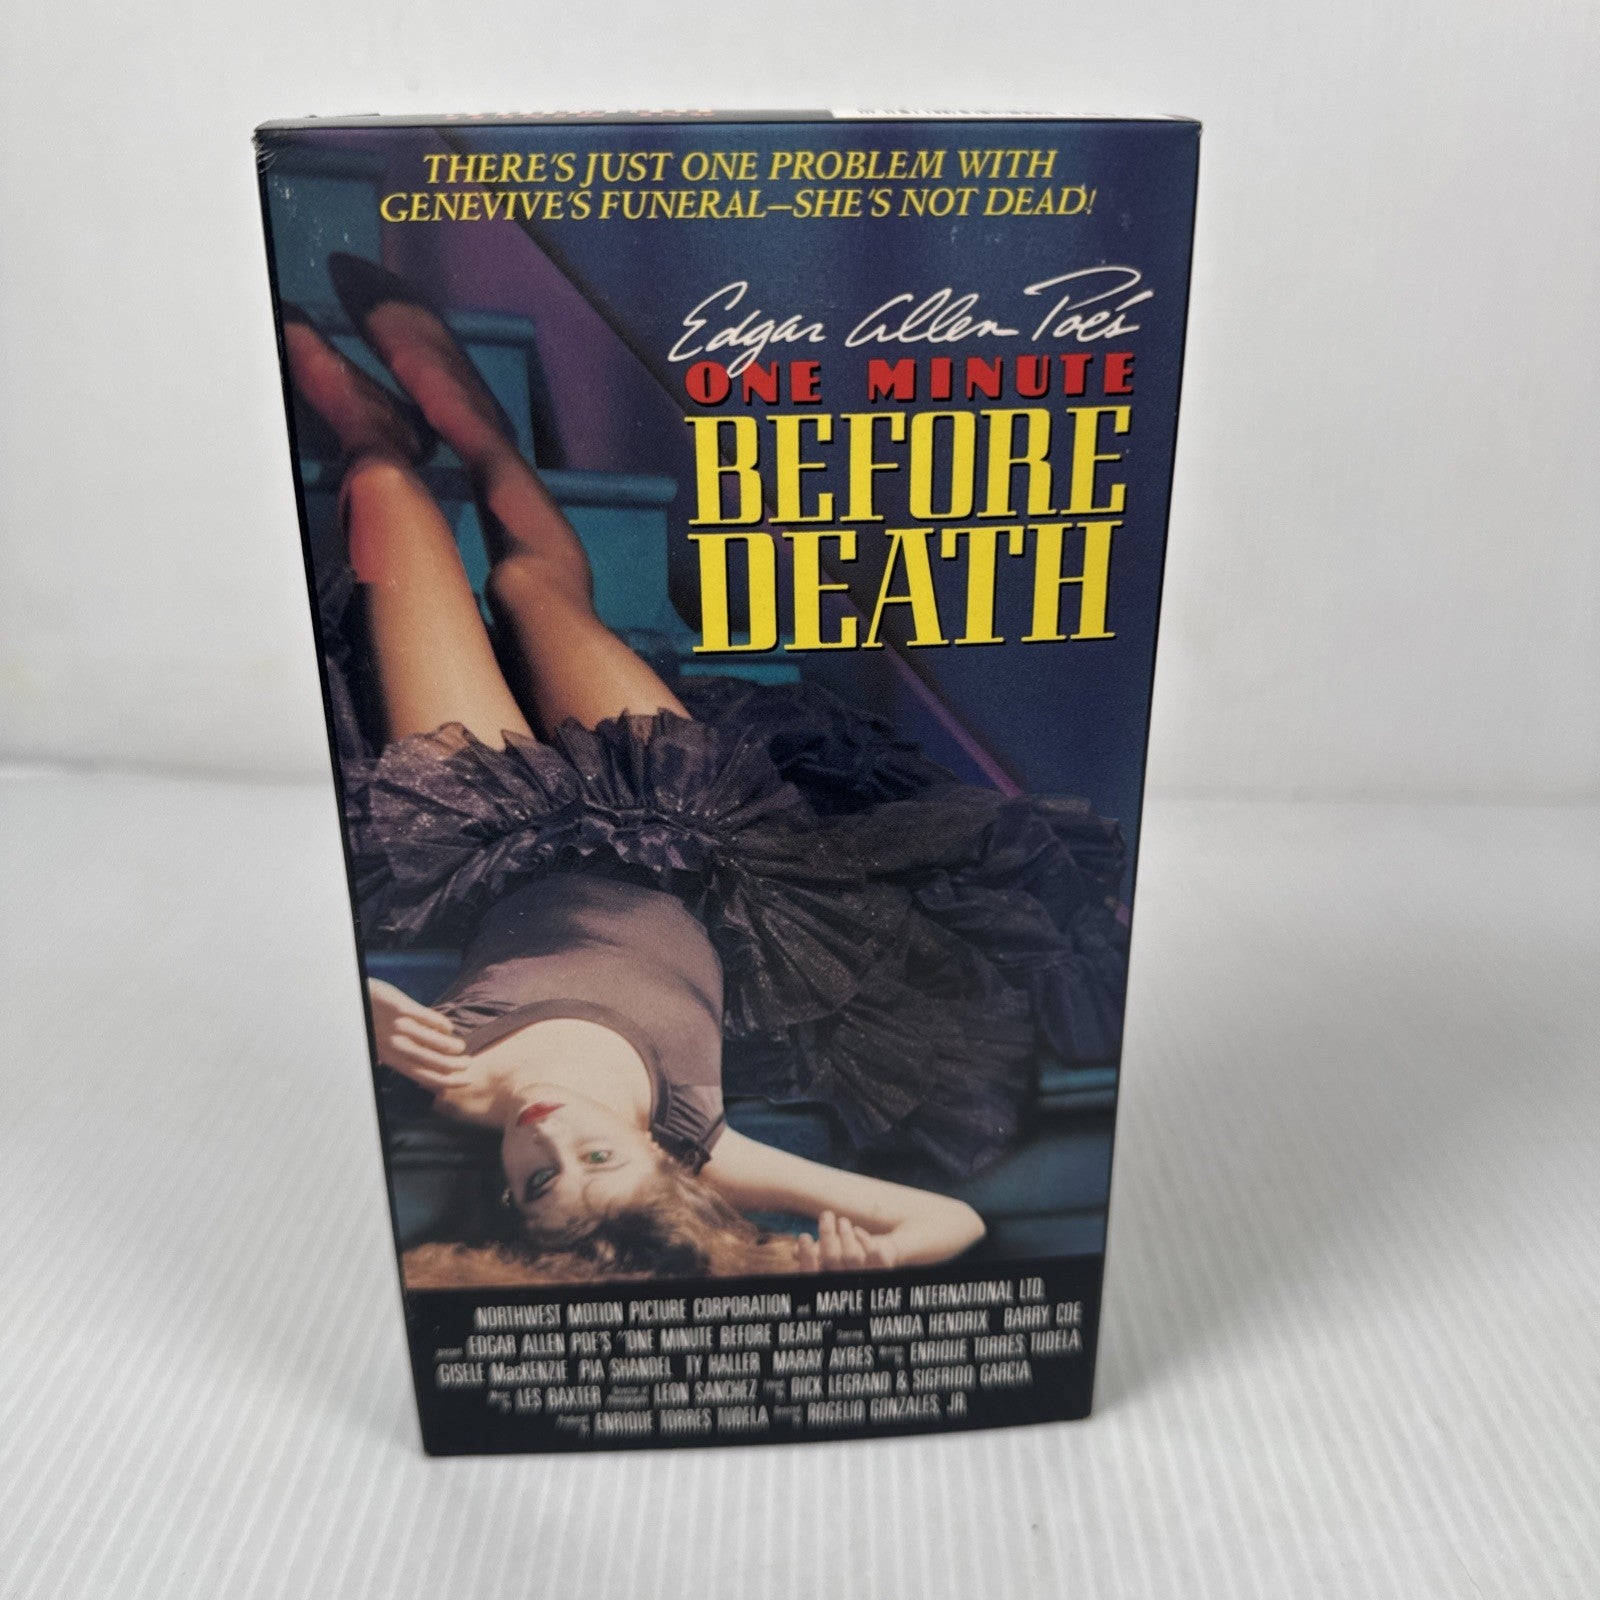 THERE'S JUST ONE PROBLEM WITH
GENEVIVE'S FUNERAL—SHE'S NOT DEAD!
Edgar Allen Poe's
ONE MINUTE
BEFORE
DEATH
NORTHWEST MOTION PICTURE CORPORATION and MAPLE LEAF INTERNATIONAL LTD.
EDGAR ALLEN POE'S "ONE MINUTE BEFORE DEATH" WANDA HENDRIX BARRY COE
GISELE MacKENZIE PIA SHANDEL TY HALLER MARAY AYRES ENRIQUE TORRES TUDELA
LES BAXTER LEON SANCHEZ DICK LEGRAND & SIGFRIDO GARCIA
ENRIQUE TORRES TUDELA ROGELIO GONZALES, JR.